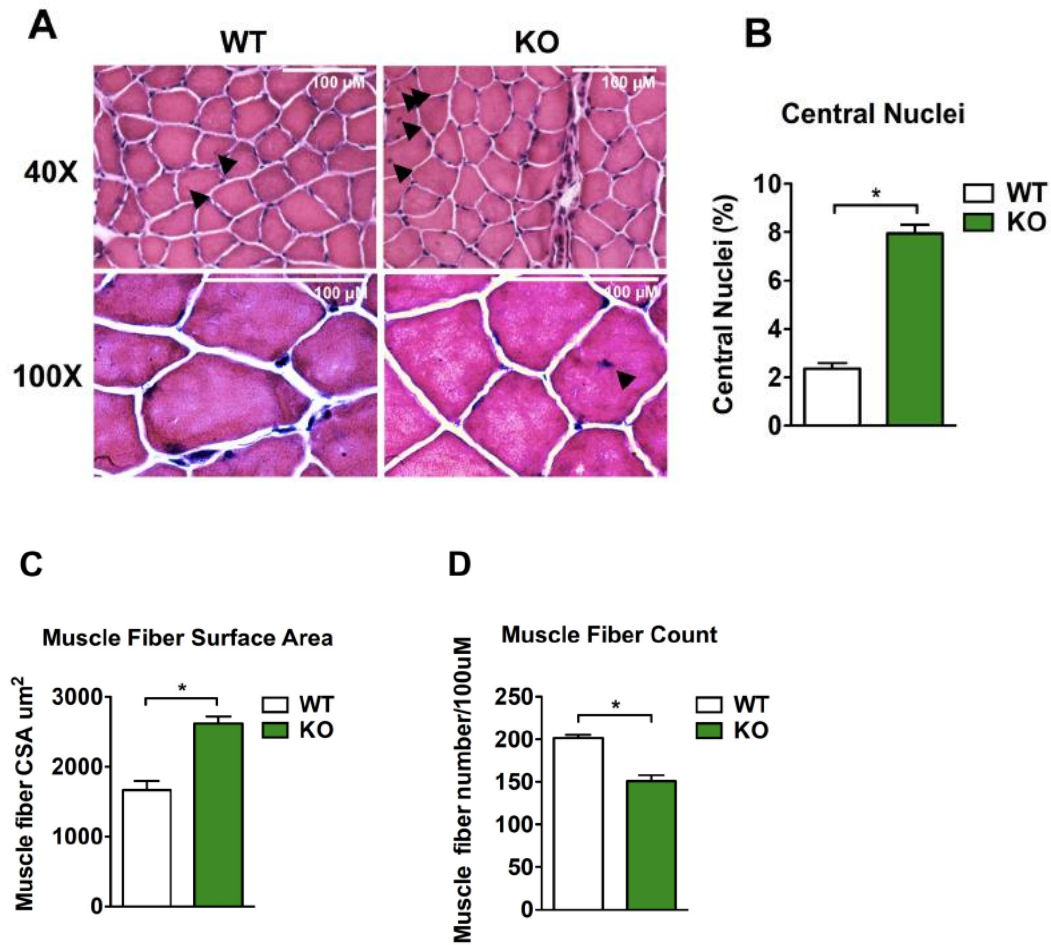 A
WT
KO
40X
100 µM
100 µM
100X
100 µM
100 µM
B
Central Nuclei
Central Nuclei (%)
10
8
6
4
2
0
*
WT
KO
C
Muscle Fiber Surface Area
Muscle fiber CSA um²
3000
2000
1000
0
*
WT
KO
D
Muscle Fiber Count
Muscle fiber number/100uM
250
200
150
100
50
0
*
WT
KO